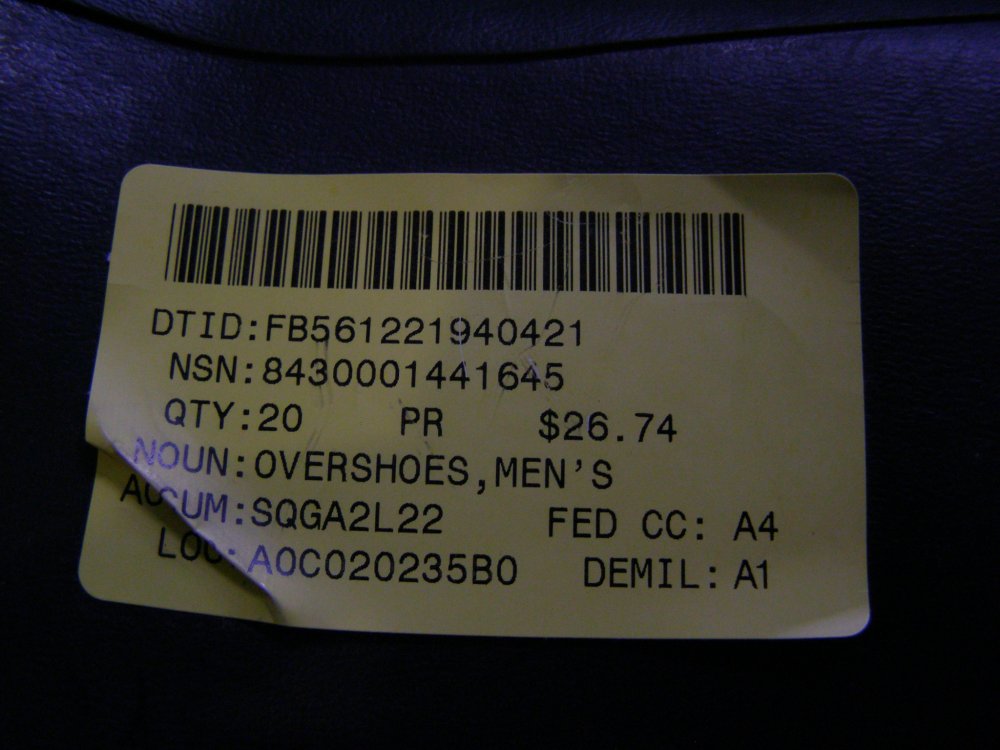 DTID:FB561221940421
NSN:8430001441645
QTY:20 PR $26.74
NOUN:OVERSHOES,MEN'S
ACCUM:SQGA2L22 FED CC: A4
LOC:A0C020235B0 DEMIL: A1